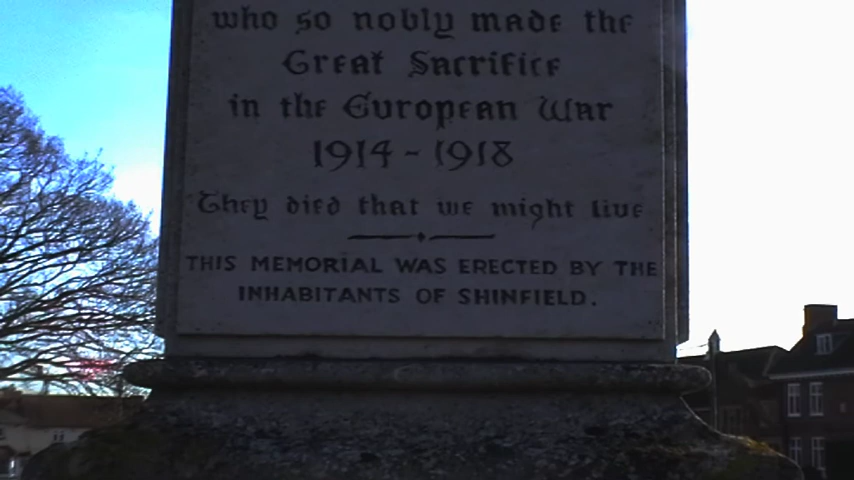 who so nobly made the
Great Sacrifice
in the European War
1914 - 1918
They died that we might live
THIS MEMORIAL WAS ERECTED BY THE
INHABITANTS OF SHINFIELD.